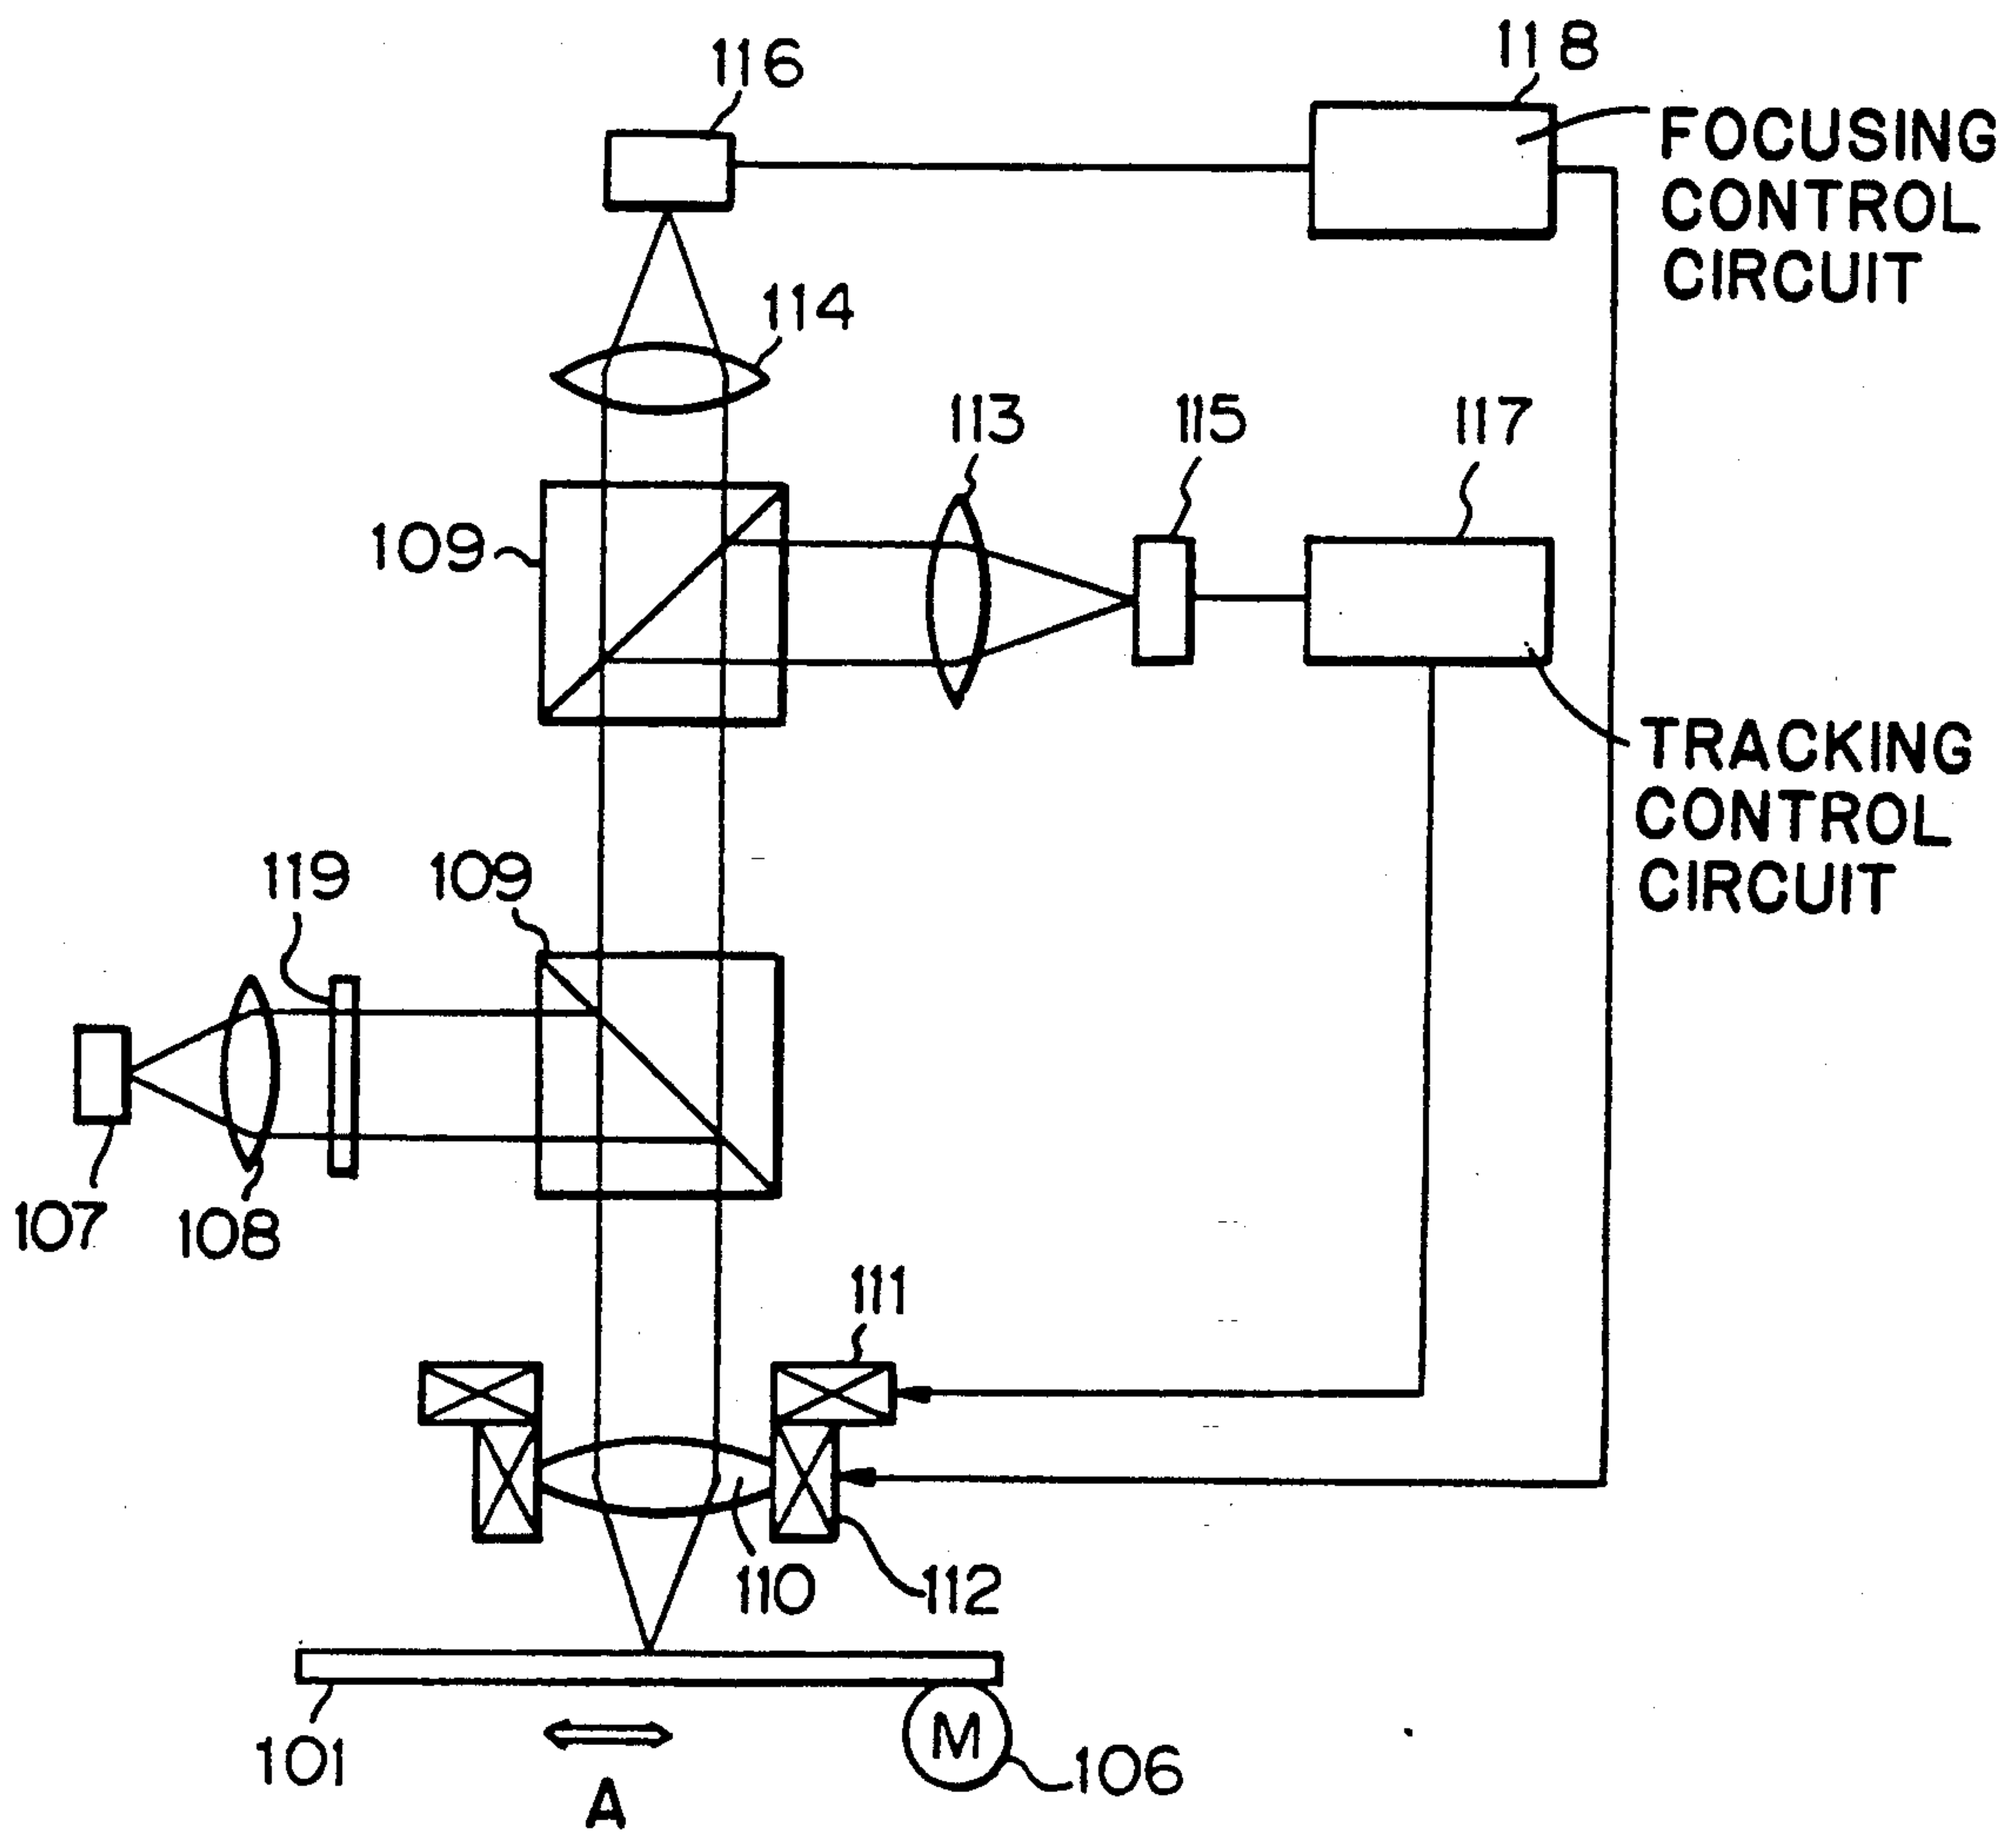 116
118
FOCUSING
CONTROL
CIRCUIT
114
113
115
117
109
TRACKING
CONTROL
CIRCUIT
119
109
107
108
111
110
112
101
A
M
106